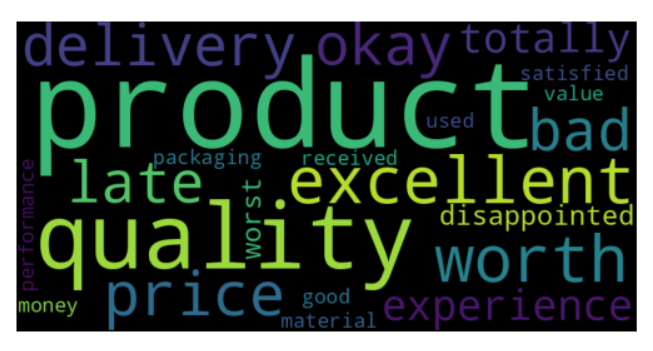 delivery okay totally
product
satisfied
value
used
bad
packaging received
late excellent
performance
worst
disappointed
quality
worth
price
good
experience
money
material